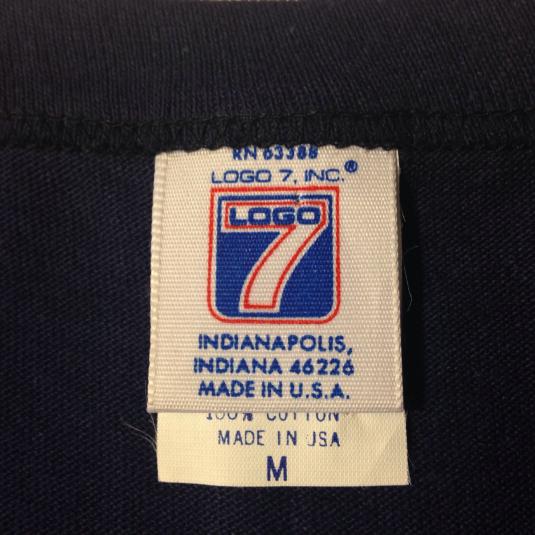 RN 63388
LOGO 7, INC.®
LOGO
7
INDIANAPOLIS,
INDIANA 46226
MADE IN U.S.A.
100% COTTON
MADE IN USA
M